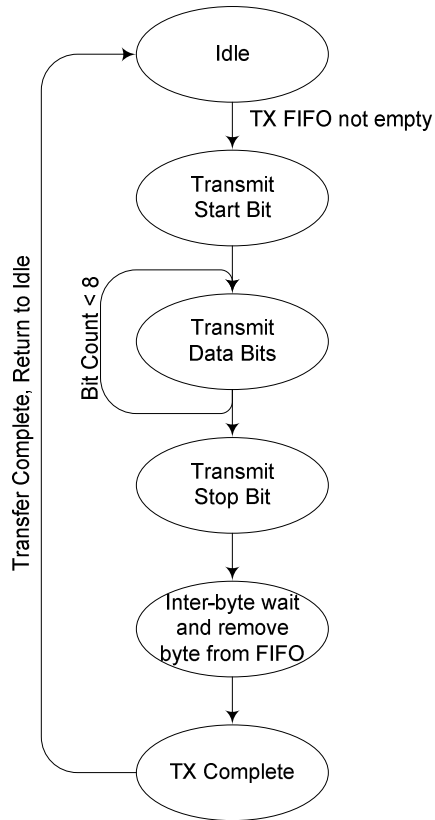 Idle
TX FIFO not empty
Transmit
Start Bit
Bit Count < 8
Transmit
Data Bits
Transmit
Stop Bit
Inter-byte wait
and remove
byte from FIFO
TX Complete
Transfer Complete, Return to Idle